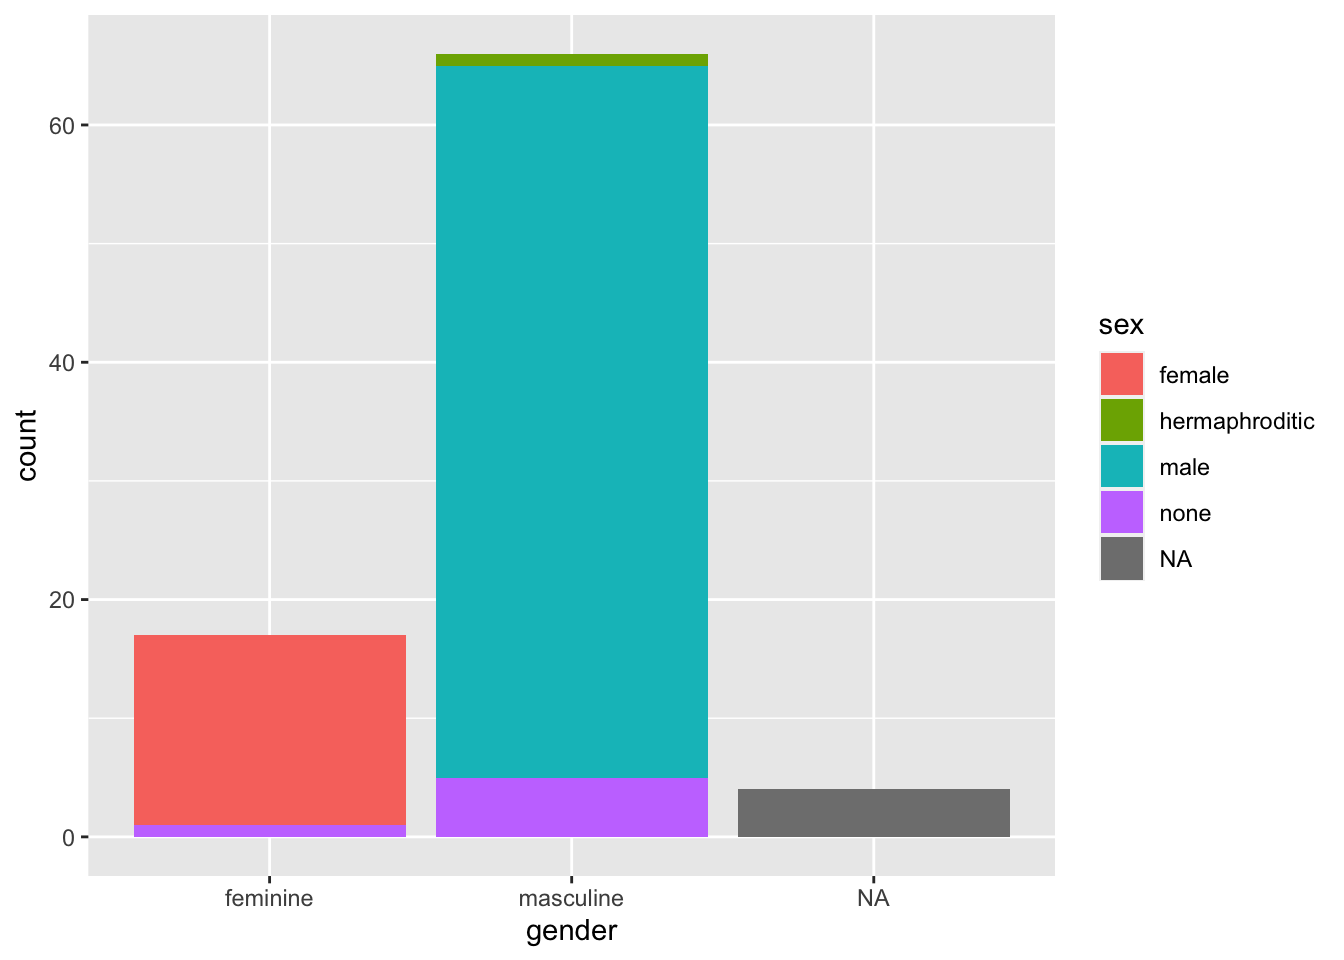 60
40
20
0
count
feminine
masculine
NA
gender
sex
female
hermaphroditic
male
none
NA